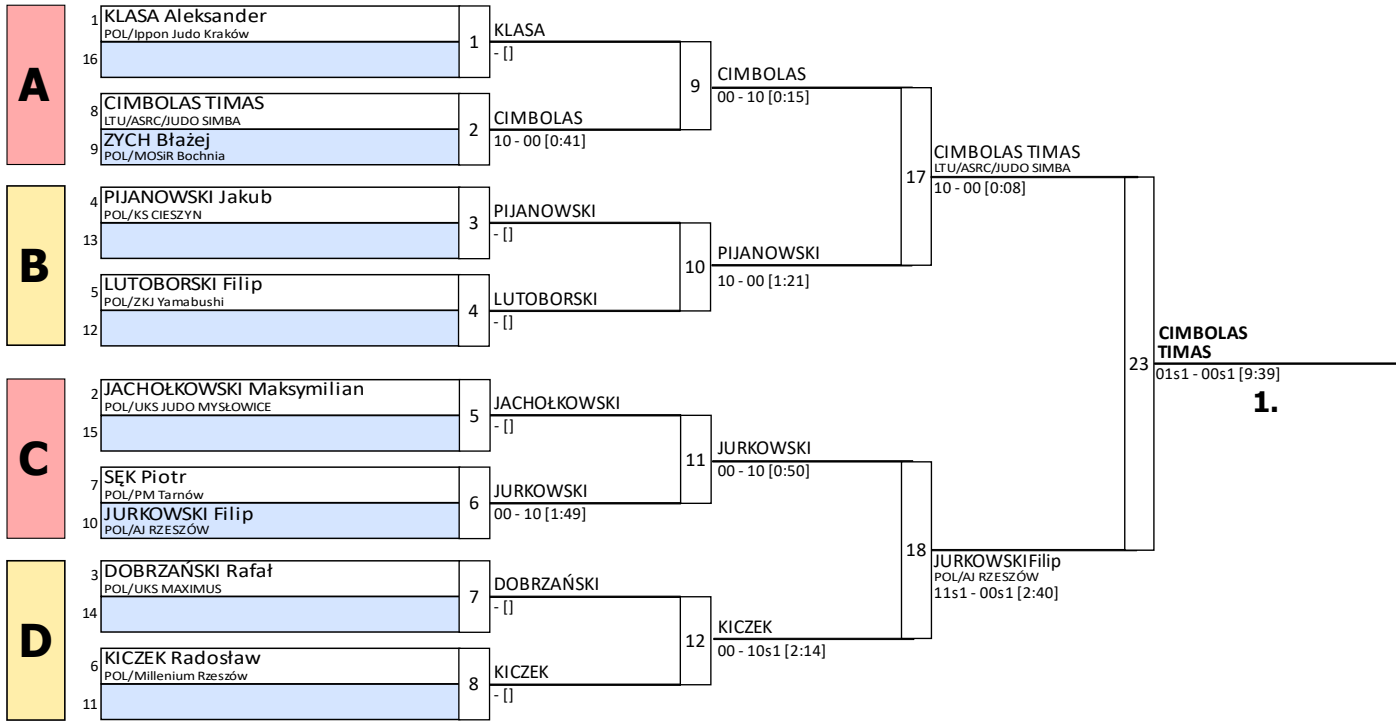 A
1 KLASA Aleksander
POL/Ippon Judo Kraków
16
1
KLASA
- []
8 CIMBOLAS TIMAS
LTU/ASRC/JUDO SIMBA
9 ZYCH Błażej
POL/MOSiR Bochnia
2
CIMBOLAS
10 - 00 [0:41]
9
CIMBOLAS
00 - 10 [0:15]
B
4 PIJANOWSKI Jakub
POL/KS CIESZYN
13
3
PIJANOWSKI
- []
5 LUTOBORSKI Filip
POL/ZKJ Yamabushi
12
4
LUTOBORSKI
- []
10
PIJANOWSKI
10 - 00 [1:21]
17
CIMBOLAS TIMAS
LTU/ASRC/JUDO SIMBA
10 - 00 [0:08]
C
2 JACHOŁKOWSKI Maksymilian
POL/UKS JUDO MYSŁOWICE
15
5
JACHOŁKOWSKI
- []
7 SĘK Piotr
POL/PM Tarnów
10 JURKOWSKI Filip
POL/AJ RZESZÓW
6
JURKOWSKI
00 - 10 [1:49]
11
JURKOWSKI
00 - 10 [0:50]
D
3 DOBRZAŃSKI Rafał
POL/UKS MAXIMUS
14
7
DOBRZAŃSKI
- []
6 KICZEK Radosław
POL/Millenium Rzeszów
11
8
KICZEK
- []
12
KICZEK
00 - 10s1 [2:14]
18
JURKOWSKI Filip
POL/AJ RZESZÓW
11s1 - 00s1 [2:40]
23
CIMBOLAS
TIMAS
01s1 - 00s1 [9:39]
1.